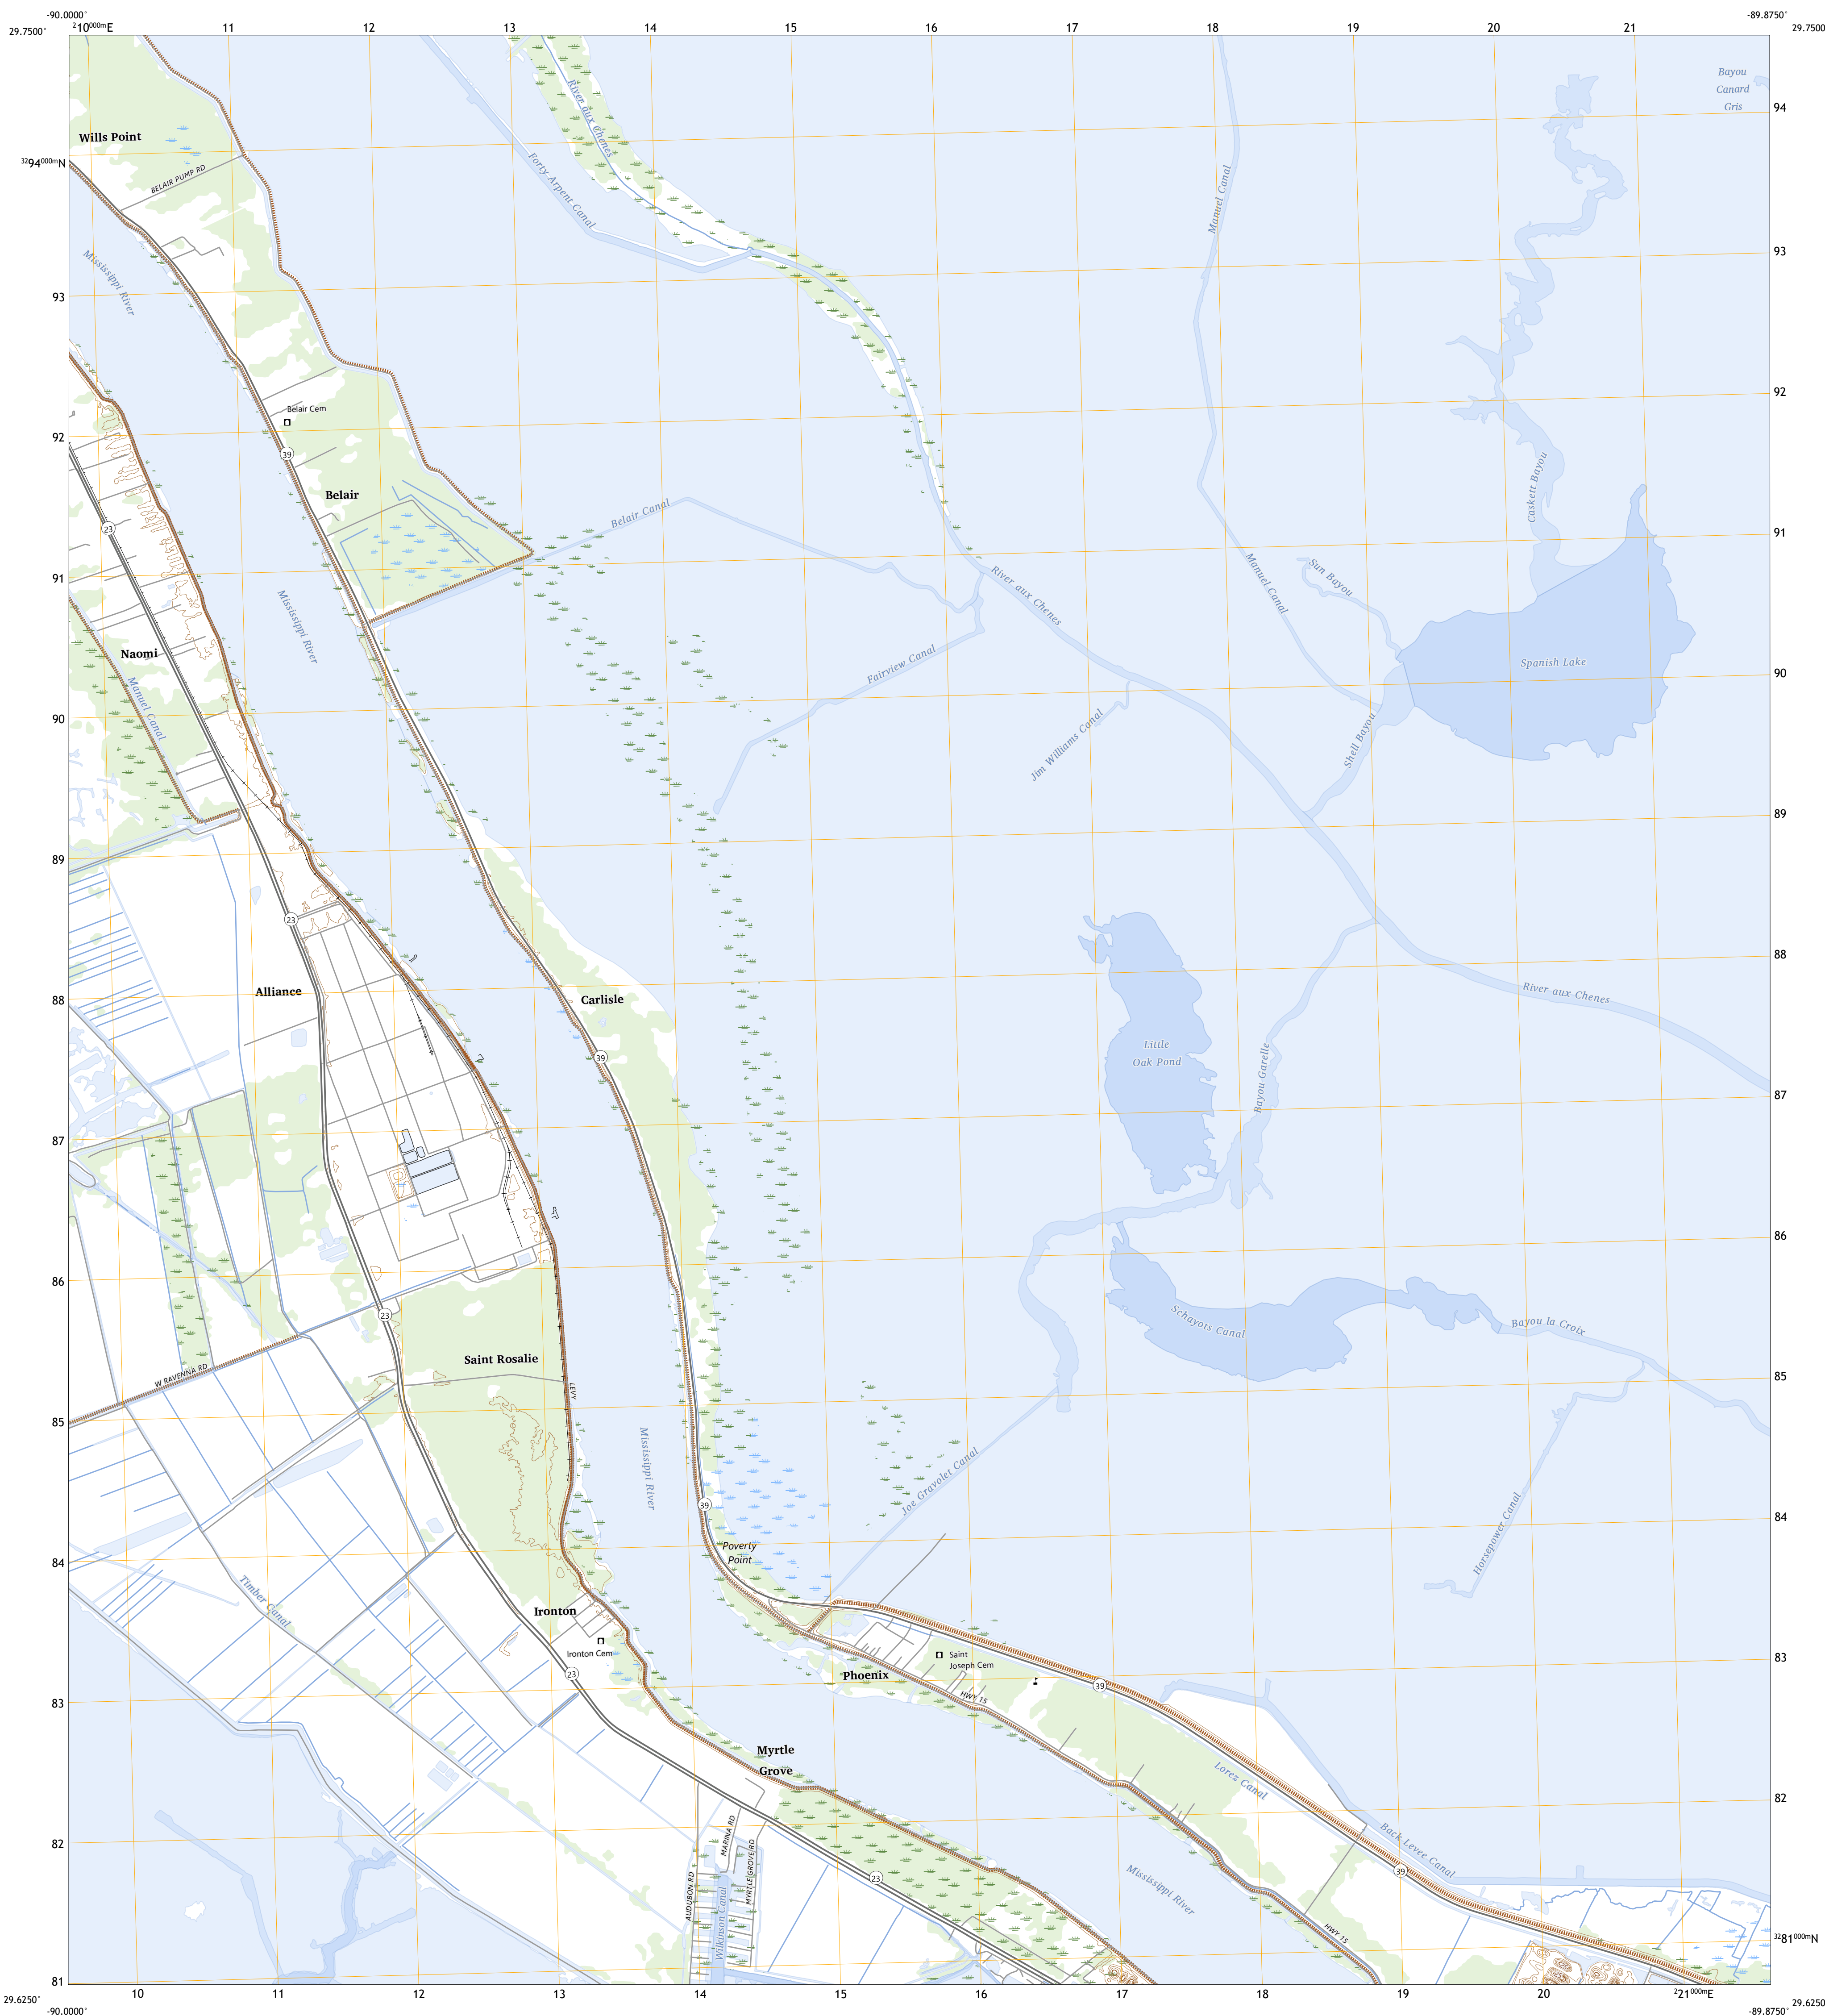 -90.0000°
-89.8750°
29.7500°
²10⁰⁰⁰ᵐE
11
12
13
14
15
16
17
18
19
20
21
29.7500°
Bayou
Canard
Gris
94
River aux Chenes
Wills Point
³²94⁰⁰⁰ᵐN
BELAIR PUMP RD
Forty Arpent Canal
Manuel Canal
93
Mississippi River
93
92
Belair Cem
92
39
Belair
Caskett Bayou
Belair Canal
23
91
91
Manuel Canal
Sun Bayou
River aux Chenes
Mississippi River
Naomi
Fairview Canal
Spanish Lake
90
Manuel Canal
90
Jim Williams Canal
Shell Bayou
89
89
23
88
Alliance
Carlisle
88
River aux Chenes
39
Little
Oak Pond
Bayou Garelle
87
87
86
86
23
Schayots Canal
Bayou la Croix
Saint Rosalie
W RAVENNA RD
LEVY
85
85
Mississippi River
Joe Gravolet Canal
39
84
Horsepower Canal
Poverty
Point
84
Timber Canal
Ironton
Ironton Cem
Saint
Joseph Cem
83
23
Phoenix
39
HWY 15
83
Myrtle
Grove
Lorez Canal
82
82
MARINA RD
MYRTLE GROVE RD
AUDUBON RD
Wilkinson Canal
23
Back Levee Canal
39
Mississippi River
HWY 15
³²81⁰⁰⁰ᵐN
81
10
11
12
13
14
15
16
17
18
19
20
²21⁰⁰⁰ᵐE
29.6250°
29.6250°
-90.0000°
-89.8750°